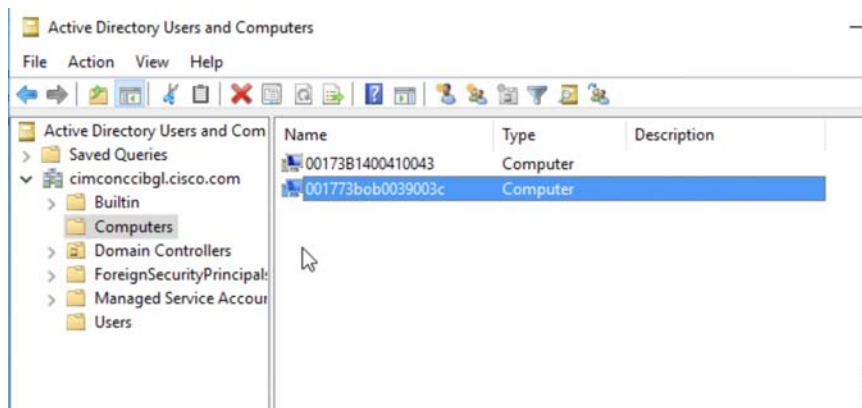 Active Directory Users and Computers
File Action View Help
Active Directory Users and Com
Saved Queries
cimconccibgl.cisco.com
Builtin
Computers
Domain Controllers
ForeignSecurityPrincipals
Managed Service Accour
Users
Name Type Description
00173B1400410043 Computer
001773bob0039003c Computer